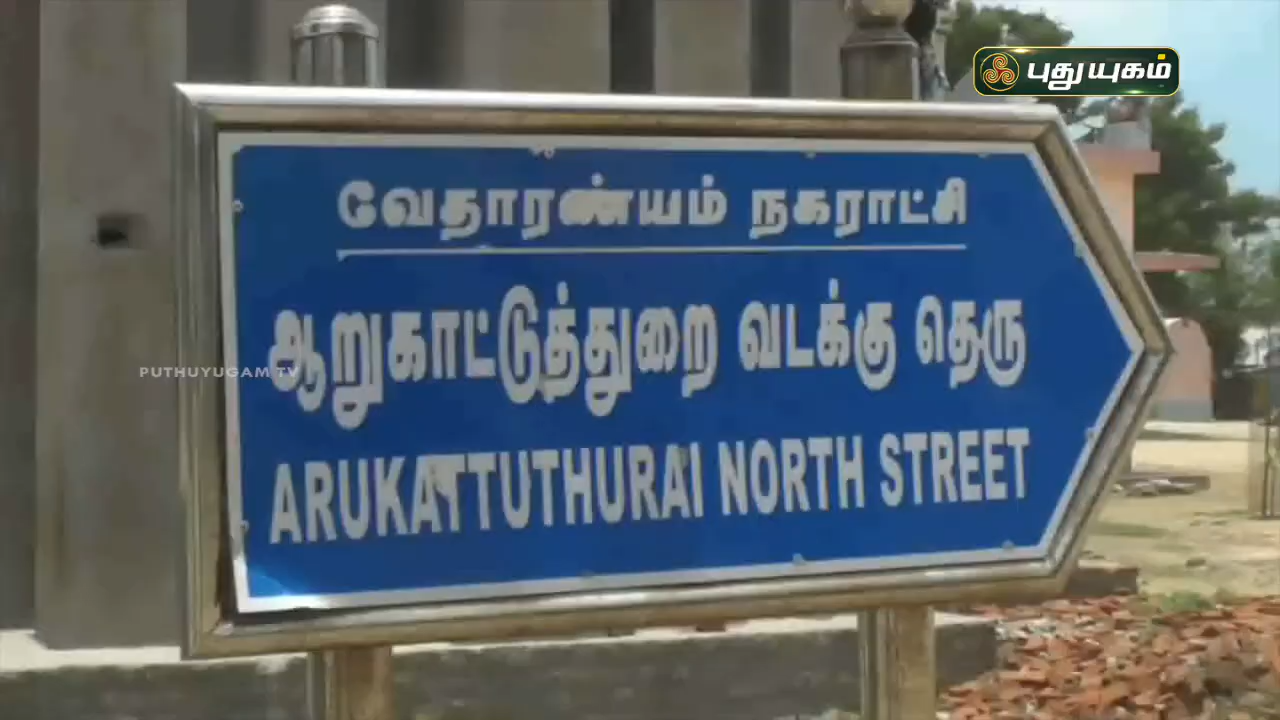 புதுயுகம்
வேதாரண்யம் நகராட்சி
ஆறுகாட்டுத்துறை வடக்கு தெரு
PUTHUYUGAM TV
ARUKATTUTHURAI NORTH STREET